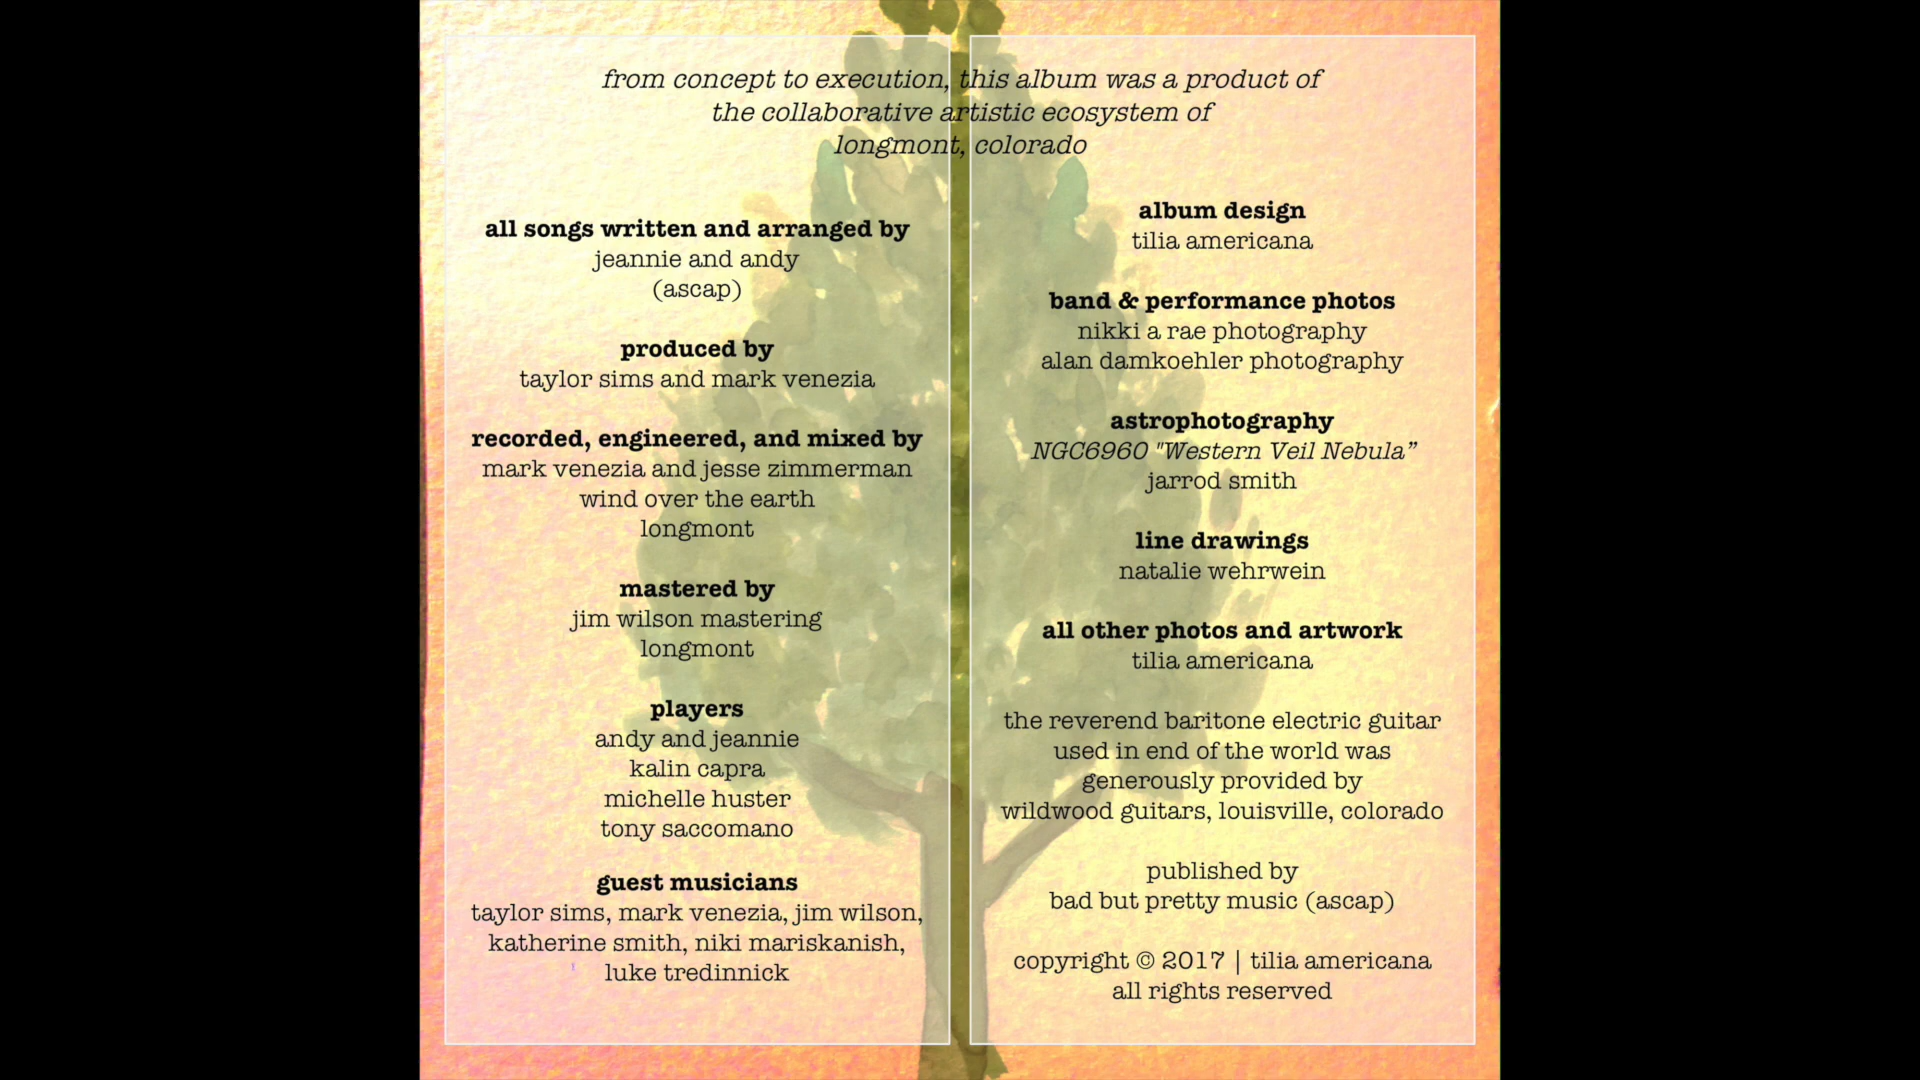 from concept to execution, this album was a product of
the collaborative artistic ecosystem of
longmont, colorado
all songs written and arranged by
jeannie and andy
(ascap)
produced by
taylor sims and mark venezia
recorded, engineered, and mixed by
mark venezia and jesse zimmerman
wind over the earth
longmont
mastered by
jim wilson mastering
longmont
players
andy and jeannie
kalin capra
michelle huster
tony saccomano
guest musicians
taylor sims, mark venezia, jim wilson,
katherine smith, niki mariskanish,
luke tredinnick
album design
tilia americana
band & performance photos
nikki a rae photography
alan damkoehler photography
astrophotography
NGC6960 "Western Veil Nebula”
jarrod smith
line drawings
natalie wehrwein
all other photos and artwork
tilia americana
the reverend baritone electric guitar
used in end of the world was
generously provided by
wildwood guitars, louisville, colorado
published by
bad but pretty music (ascap)
copyright © 2017 | tilia americana
all rights reserved